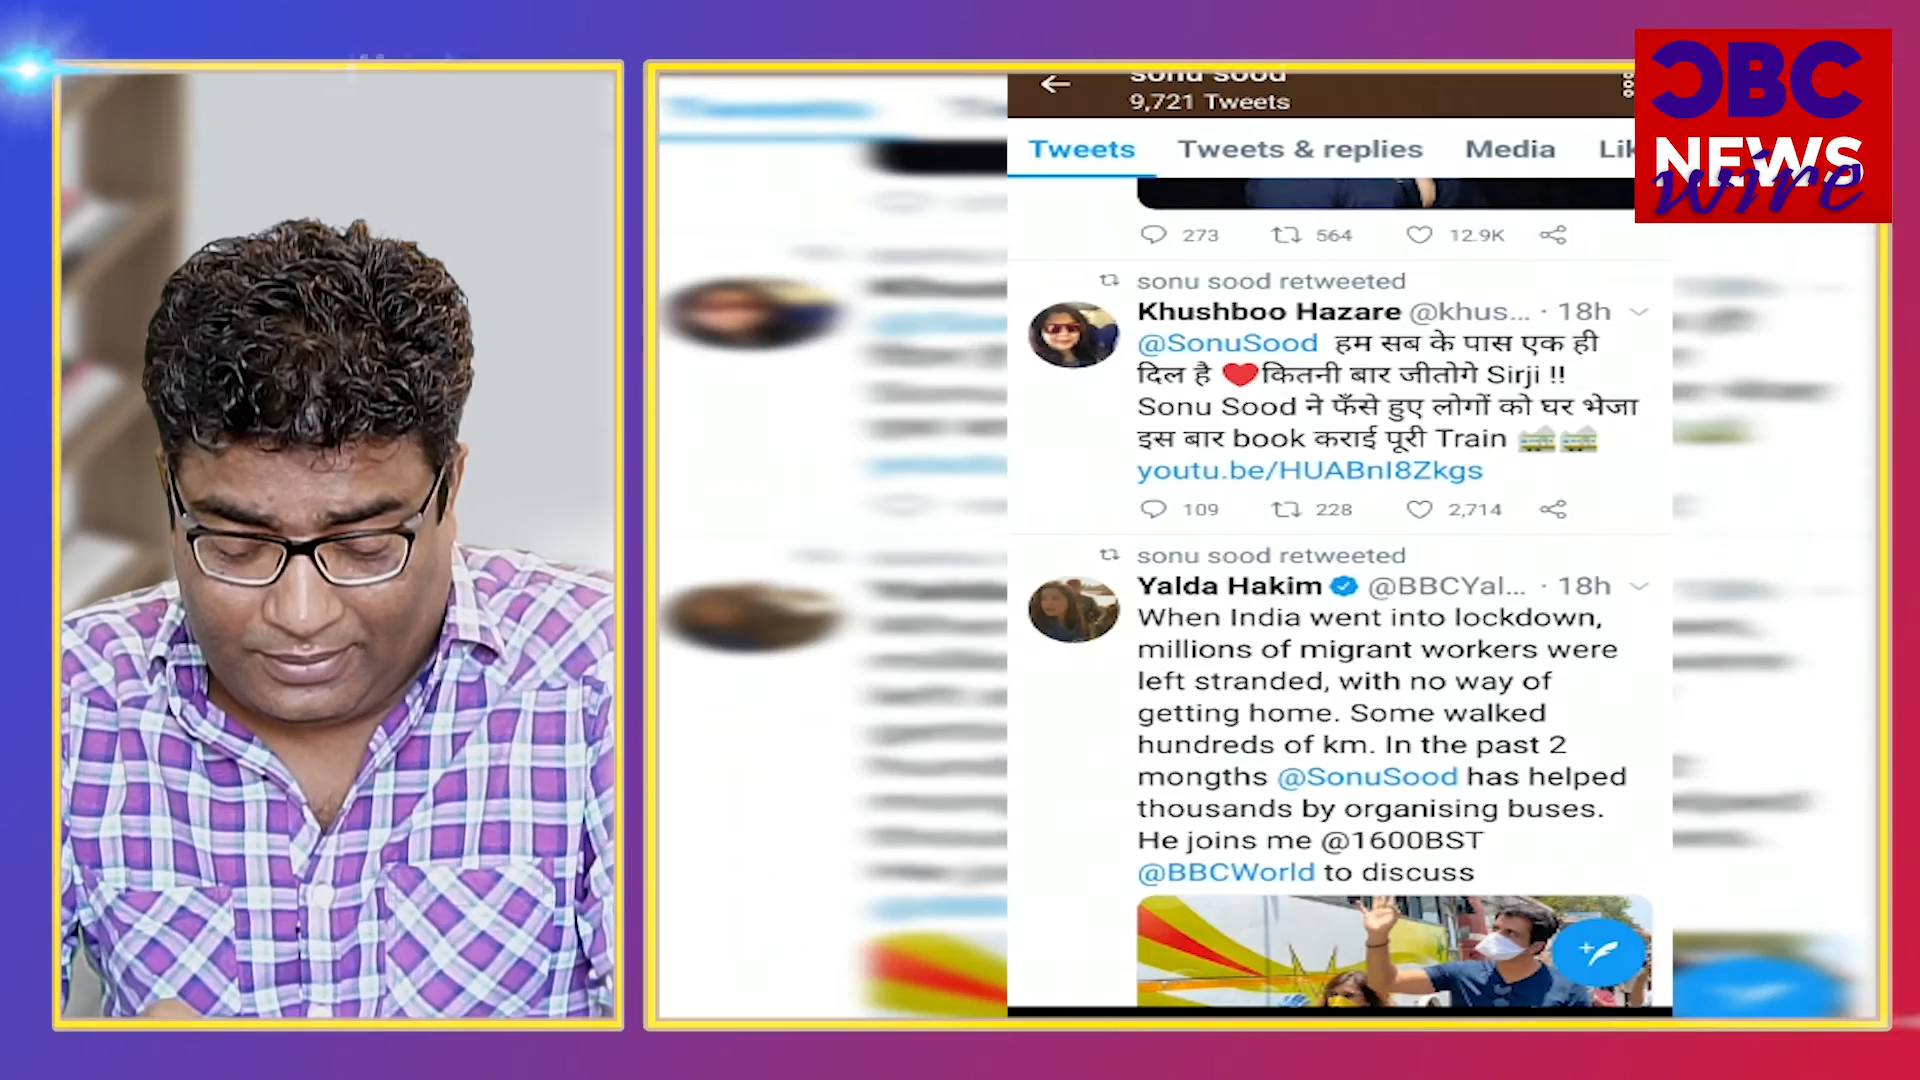 sonu sood
9,721 Tweets
Tweets Tweets & replies Media Lik
273 564 12.9K
sonu sood retweeted
Khushboo Hazare @khus... · 18h
@SonuSood हम सब के पास एक ही
दिल है ❤️कितनी बार जीतोगे Sirji !!
Sonu Sood ने फँसे हुए लोगों को घर भेजा
इस बार book कराई पूरी Train 🚞🚞
youtu.be/HUABnI8Zkgs
109 228 2,714
sonu sood retweeted
Yalda Hakim @BBCYal... · 18h
When India went into lockdown,
millions of migrant workers were
left stranded, with no way of
getting home. Some walked
hundreds of km. In the past 2
mongths @SonuSood has helped
thousands by organising buses.
He joins me @1600BST
@BBCWorld to discuss
CBC
NEWS
wire